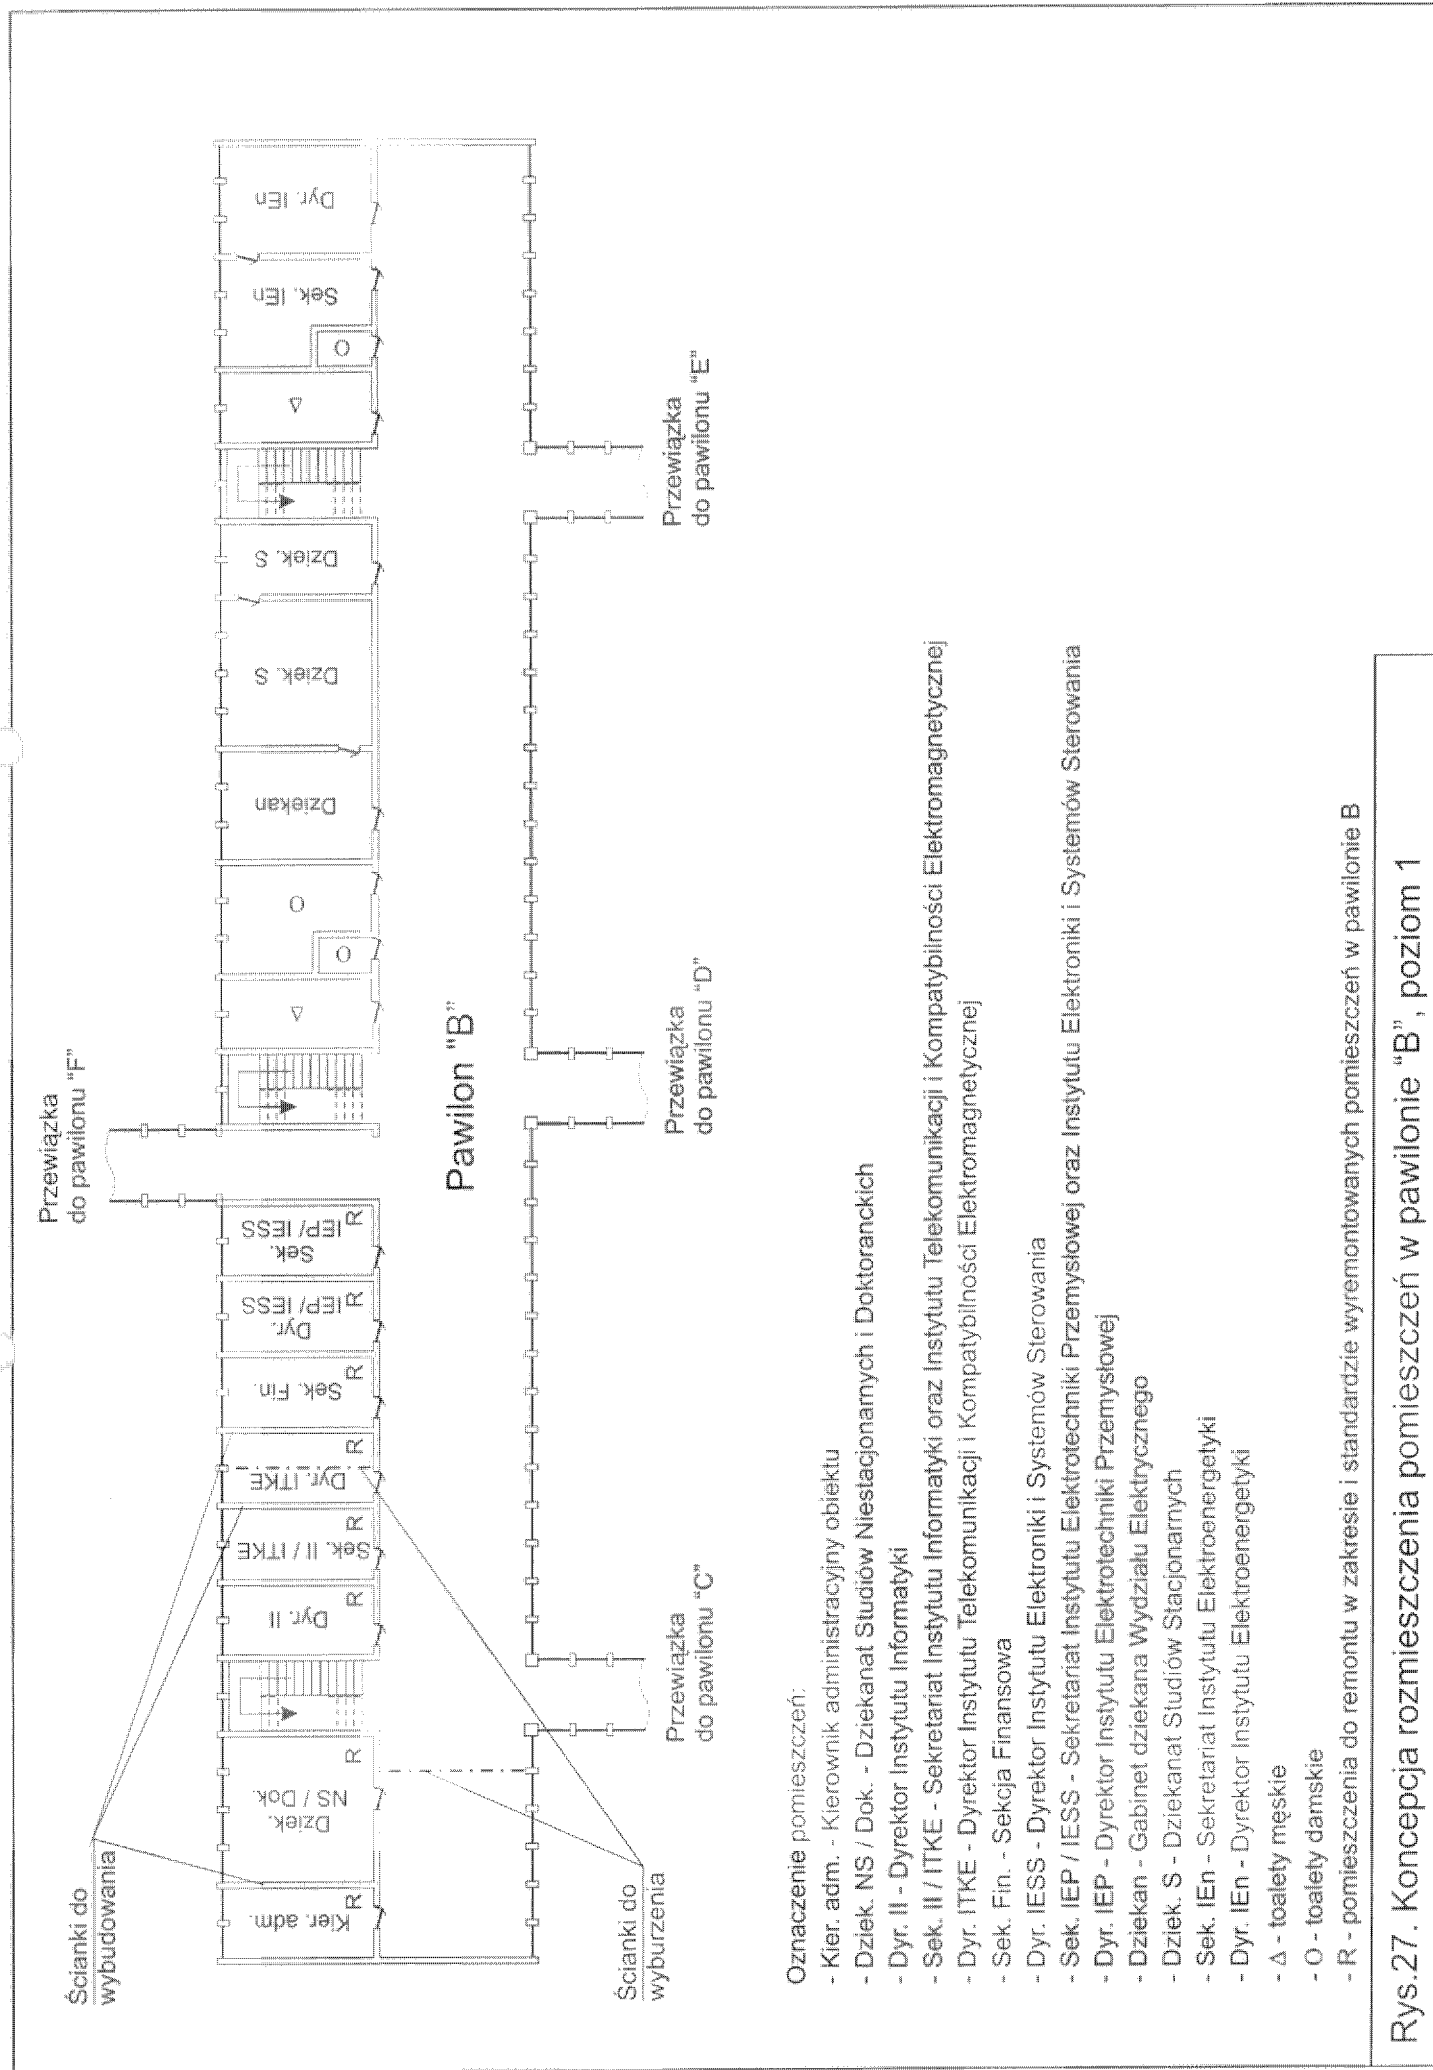 Przewiązka
do pawilonu "F"
Ścianki do
wybudowania
Kier. adm.
R
Dziek.
NS / Dok.
R
Dyr. II
R
Sek. II / ITKE
R
Dyr. ITKE
R
Sek. Fin.
R
Dyr.
IEP/ IESS
R
Sek.
IEP/ IESS
R
Δ
O
O
Dziekan
Dziek. S
Dziek. S
Δ
O
Sek. IEn
Dyr. IEn
Pawilon "B"
Ścianki do
wyburzenia
Przewiązka
do pawilonu "C"
Przewiązka
do pawilonu "D"
Przewiązka
do pawilonu "E"
Oznaczenie pomieszczeń:
- Kier. adm. - Kierownik administracyjny obiektu
- Dziek. NS / Dok. - Dziekanat Studiów Niestacjonarnych i Doktoranckich
- Dyr. II - Dyrektor Instytutu Informatyki
- Sek. II / ITKE - Sekretariat Instytutu Informatyki oraz Instytutu Telekomunikacji i Kompatybilności Elektromagnetycznej
- Dyr. ITKE - Dyrektor Instytutu Telekomunikacji i Kompatybilności Elektromagnetycznej
- Sek. Fin. - Sekcja Finansowa
- Dyr. IESS - Dyrektor Instytutu Elektroniki i Systemów Sterowania
- Sek. IEP / IESS - Sekretariat Instytutu Elektrotechniki Przemysłowej oraz Instytutu Elektroniki i Systemów Sterowania
- Dyr. IEP - Dyrektor Instytutu Elektrotechniki Przemysłowej
- Dziekan - Gabinet dziekana Wydziału Elektrycznego
- Dziek. S - Dziekanat Studiów Stacjonarnych
- Sek. IEn - Sekretariat Instytutu Elektroenergetyki
- Dyr. IEn - Dyrektor Instytutu Elektroenergetyki
- Δ - toalety męskie
- O - toalety damskie
- R - pomieszczenia do remontu w zakresie i standardzie wyremontowanych pomieszczeń w pawilonie B
Rys.27. Koncepcja rozmieszczenia pomieszczeń w pawilonie "B", poziom 1